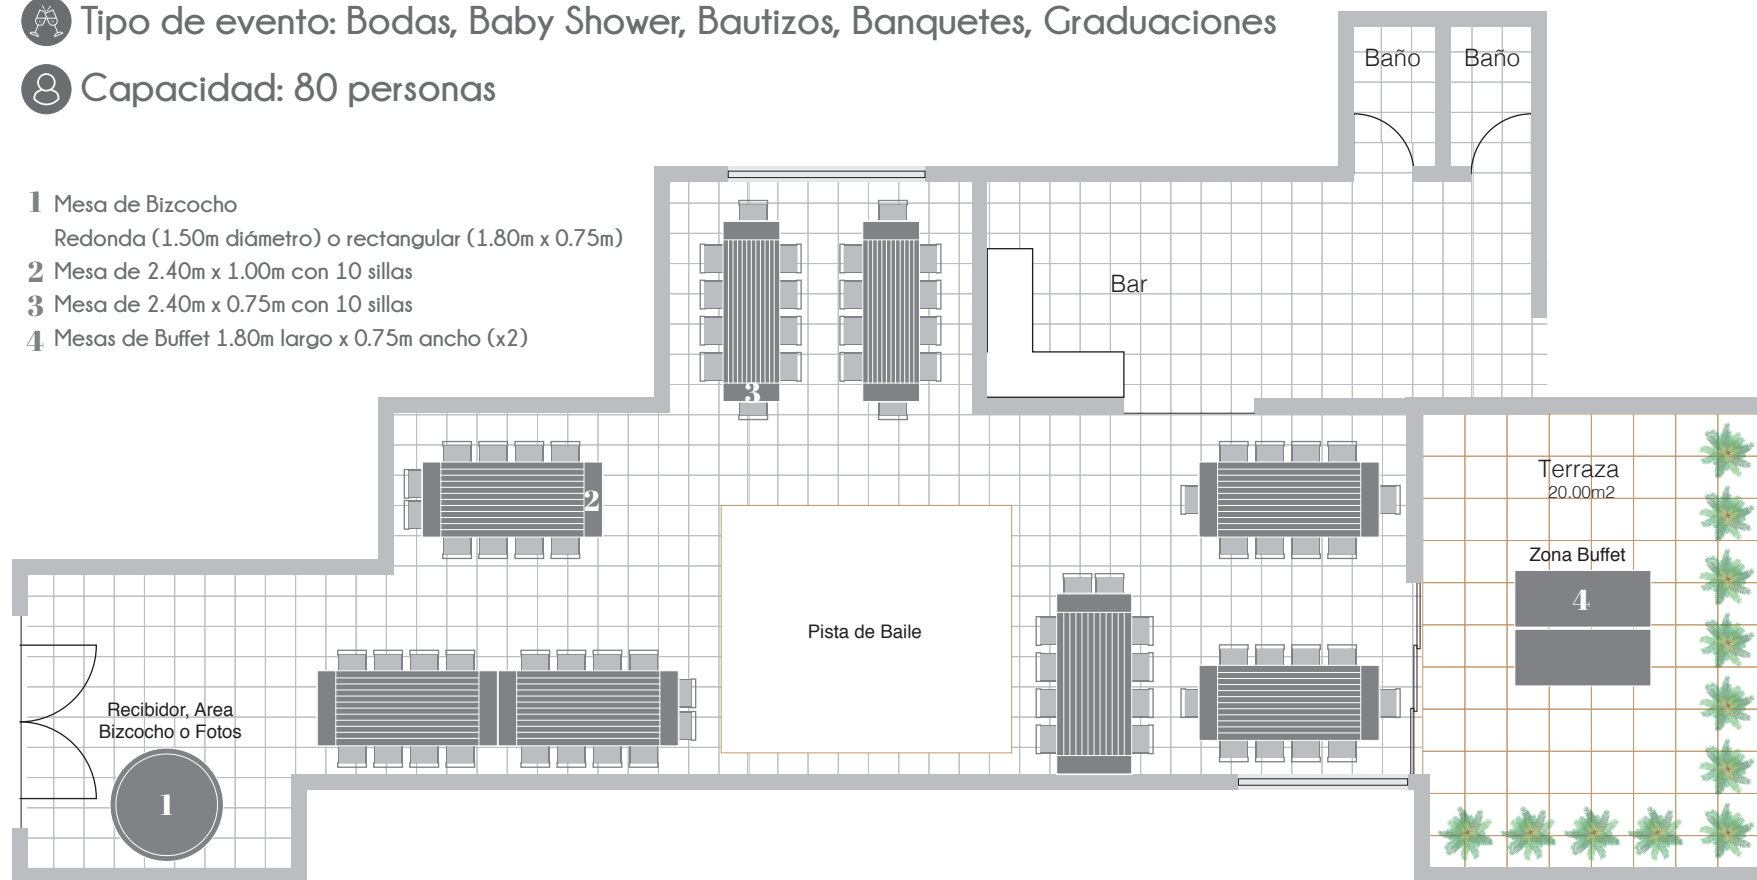 Tipo de evento: Bodas, Baby Shower, Bautizos, Banquetes, Graduaciones
Capacidad: 80 personas
1 Mesa de Bizcocho
Redonda (1.50m diámetro) o rectangular (1.80m x 0.75m)
2 Mesa de 2.40m x 1.00m con 10 sillas
3 Mesa de 2.40m x 0.75m con 10 sillas
4 Mesas de Buffet 1.80m largo x 0.75m ancho (x2)
Baño
Baño
Bar
3
2
Terraza
20.00m2
Zona Buffet
4
Pista de Baile
Recibidor, Area
Bizcocho o Fotos
1